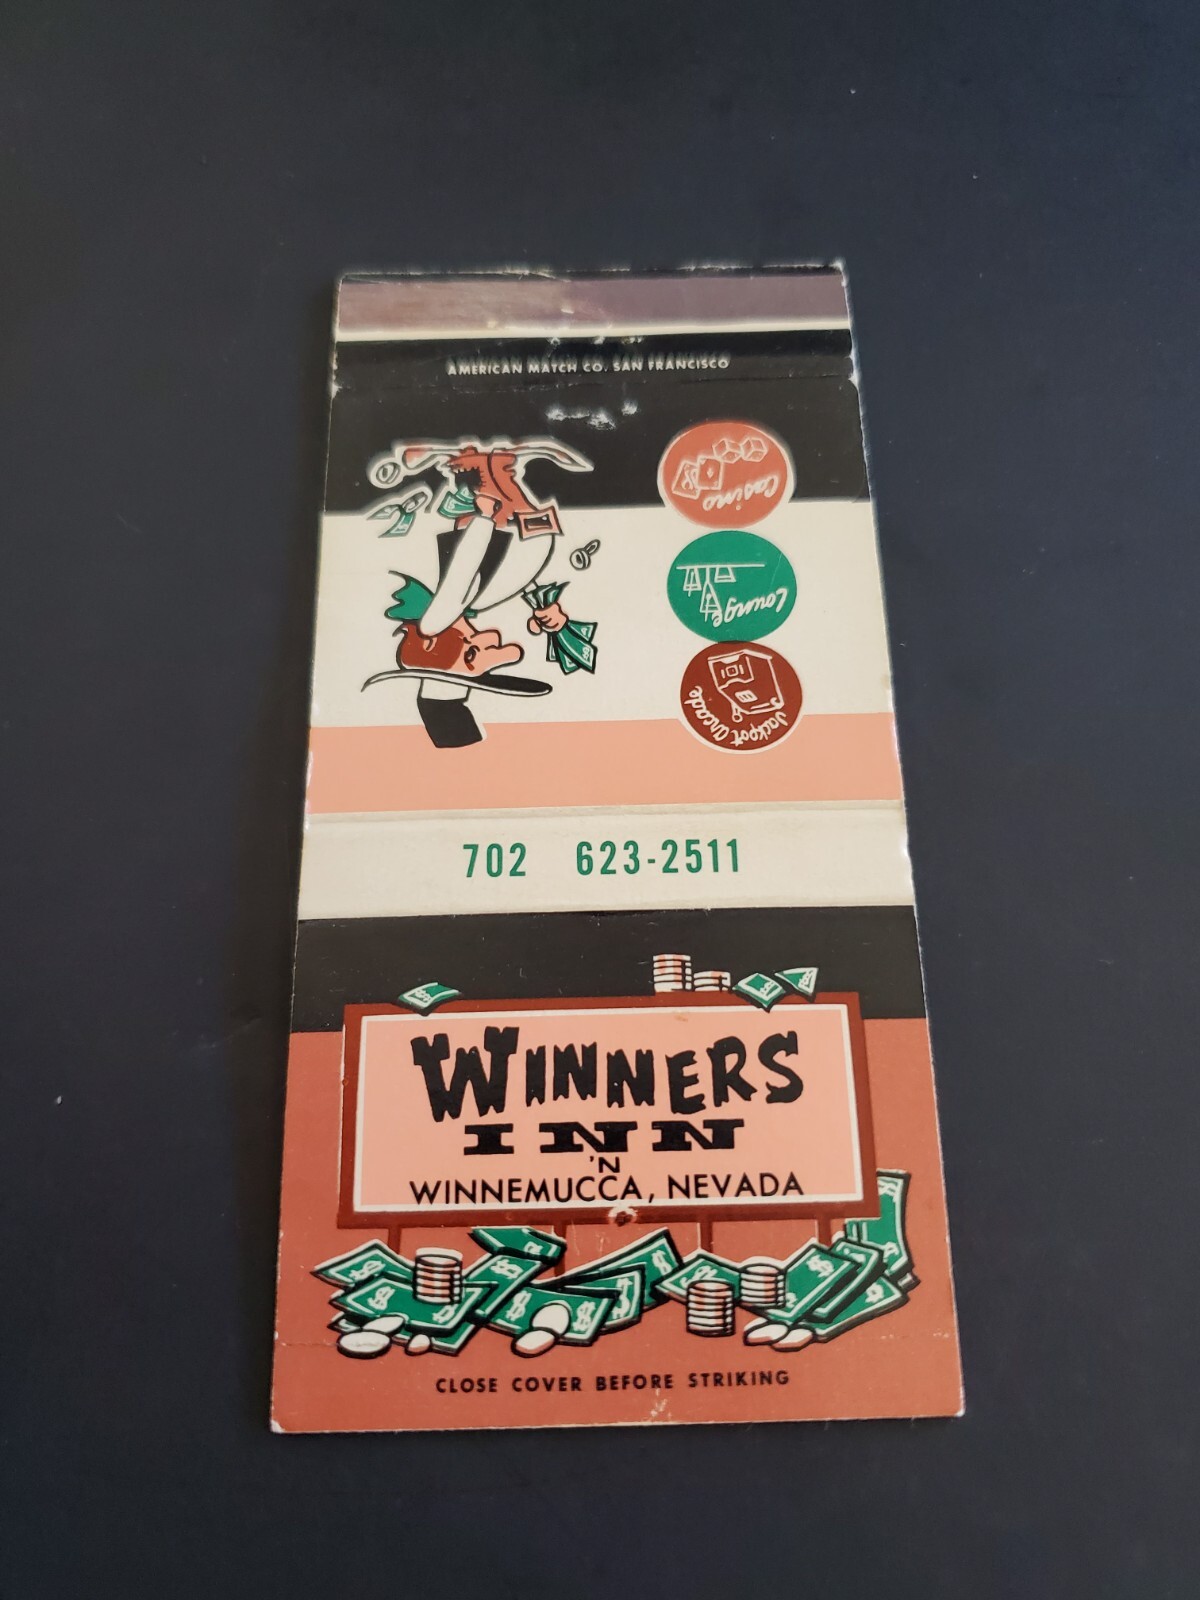 AMERICAN MATCH CO. SAN FRANCISCO
Casino
Lounge
Jackpot Arcade
702 623-2511
WINNERS
INN
'N
WINNEMUCCA, NEVADA
CLOSE COVER BEFORE STRIKING